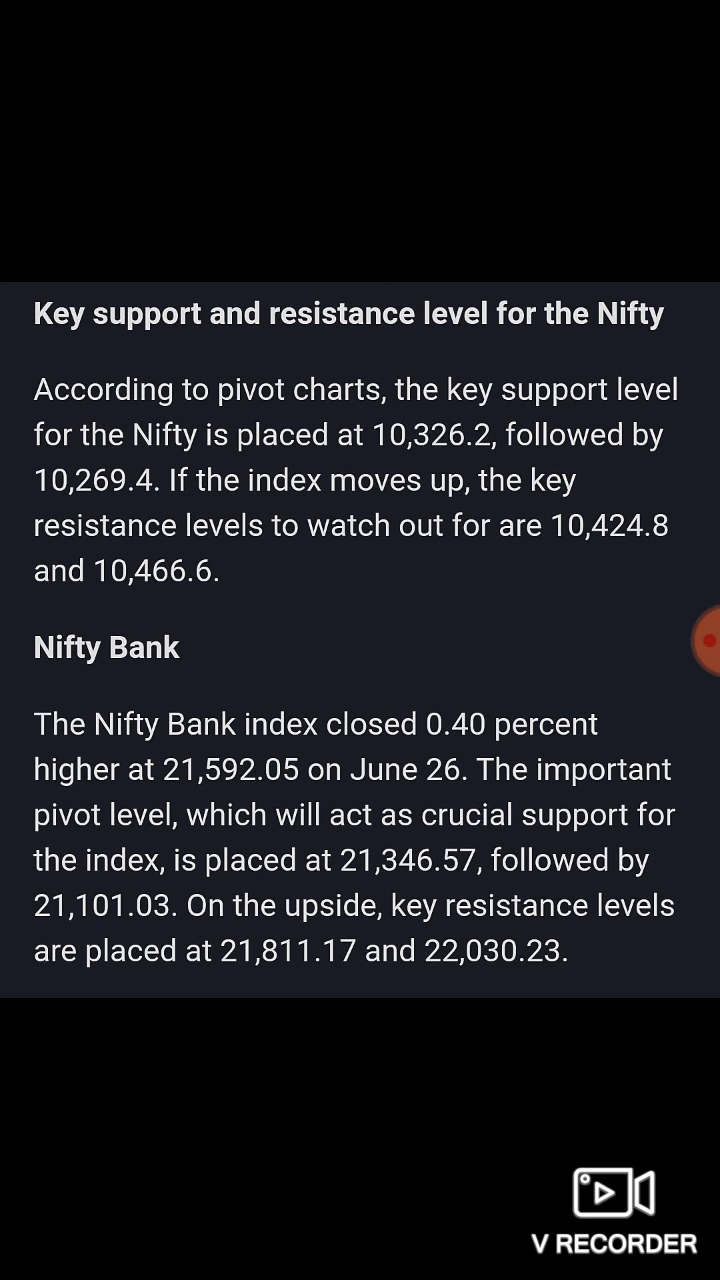 Key support and resistance level for the Nifty
According to pivot charts, the key support level
for the Nifty is placed at 10,326.2, followed by
10,269.4. If the index moves up, the key
resistance levels to watch out for are 10,424.8
and 10,466.6.
Nifty Bank
The Nifty Bank index closed 0.40 percent
higher at 21,592.05 on June 26. The important
pivot level, which will act as crucial support for
the index, is placed at 21,346.57, followed by
21,101.03. On the upside, key resistance levels
are placed at 21,811.17 and 22,030.23.
V RECORDER